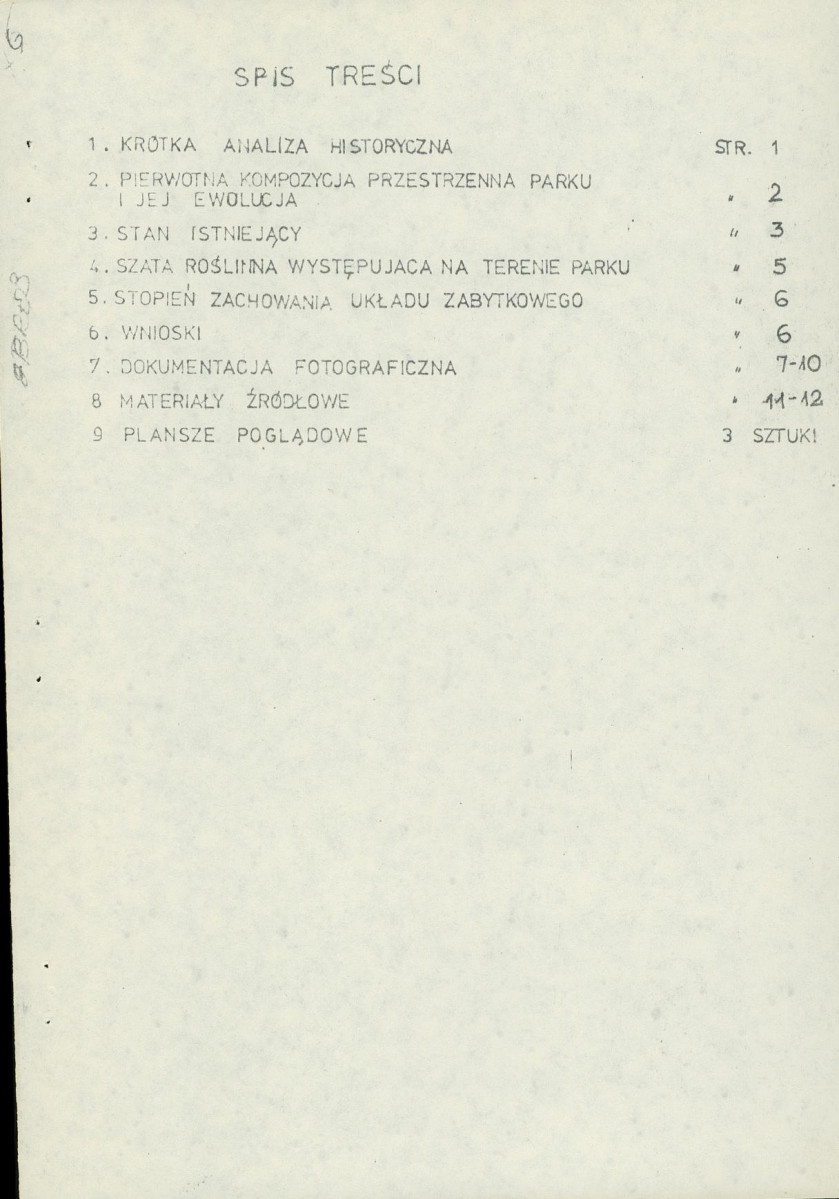 6
SPIS TREŚCI
1. KRÓTKA ANALIZA HISTORYCZNA STR. 1
2. PIERWOTNA KOMPOZYCJA PRZESTRZENNA PARKU
I JEJ EWOLUCJA " 2
3. STAN ISTNIEJĄCY " 3
4. SZATA ROŚLINNA WYSTĘPUJACA NA TERENIE PARKU " 5
5. STOPIEŃ ZACHOWANIA UKŁADU ZABYTKOWEGO " 6
6. WNIOSKI " 6
7. DOKUMENTACJA FOTOGRAFICZNA " 7-10
8 MATERIAŁY ŹRÓDŁOWE " 11-12
9 PLANSZE POGLĄDOWE 3 SZTUKI